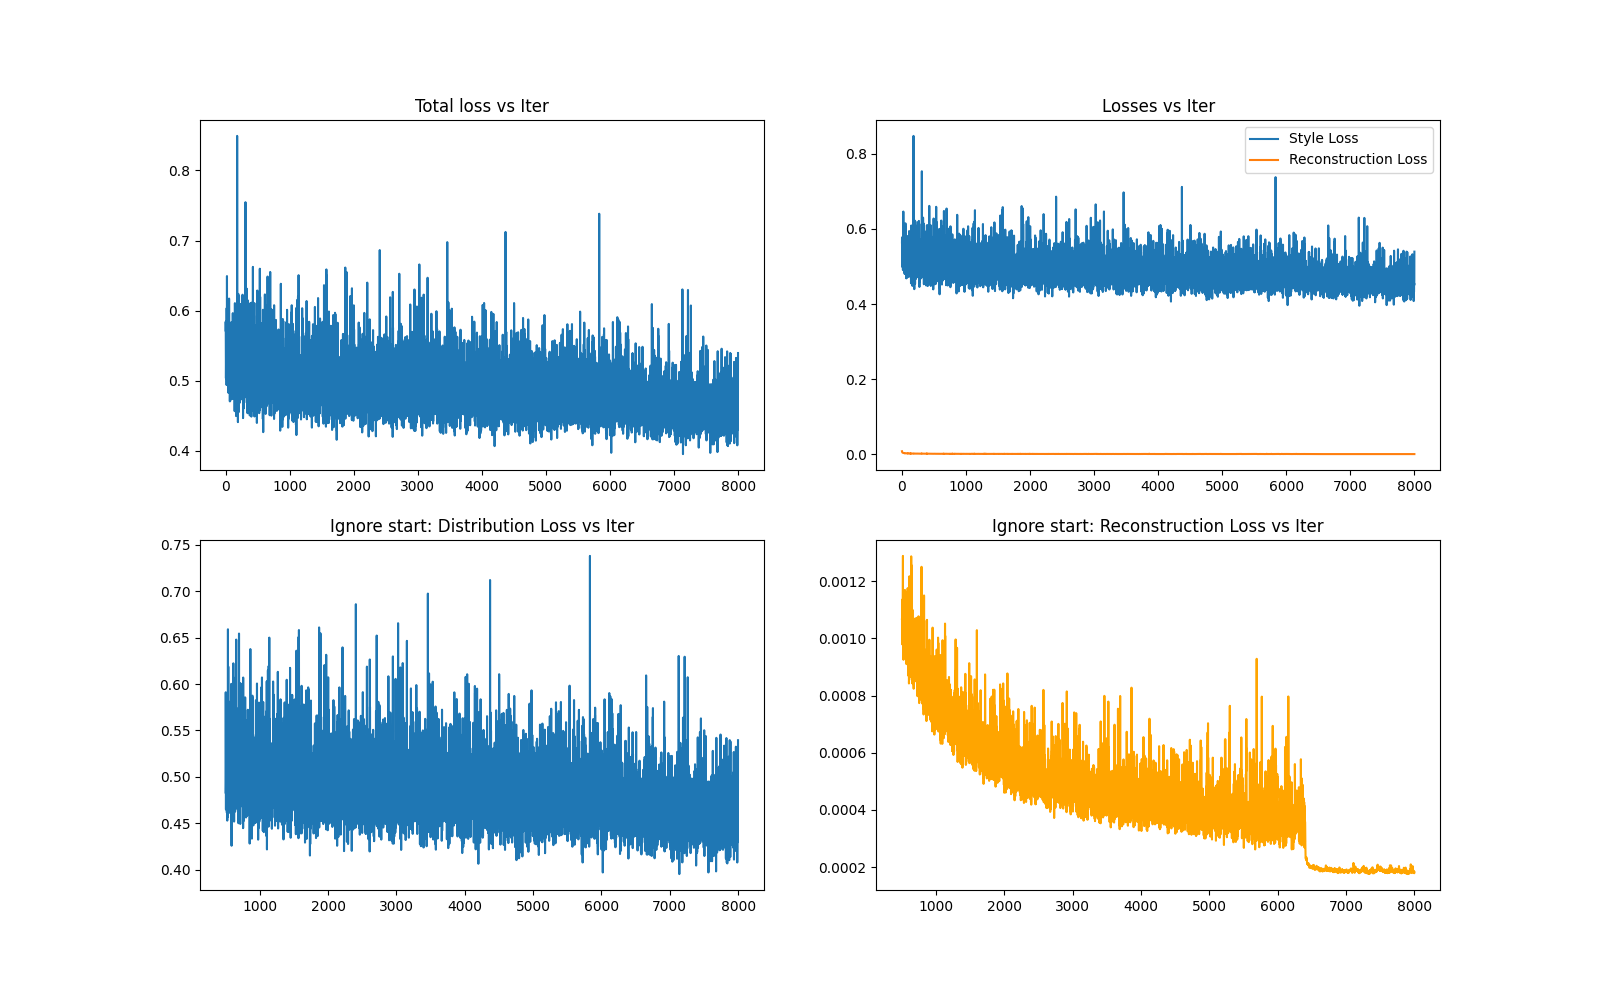 Total loss vs Iter
0.8
0.7
0.6
0.5
0.4
0 1000 2000 3000 4000 5000 6000 7000 8000
Losses vs Iter
Style Loss
Reconstruction Loss
0.8
0.6
0.4
0.2
0.0
0 1000 2000 3000 4000 5000 6000 7000 8000
Ignore start: Distribution Loss vs Iter
0.75
0.70
0.65
0.60
0.55
0.50
0.45
0.40
1000 2000 3000 4000 5000 6000 7000 8000
Ignore start: Reconstruction Loss vs Iter
0.0012
0.0010
0.0008
0.0006
0.0004
0.0002
1000 2000 3000 4000 5000 6000 7000 8000